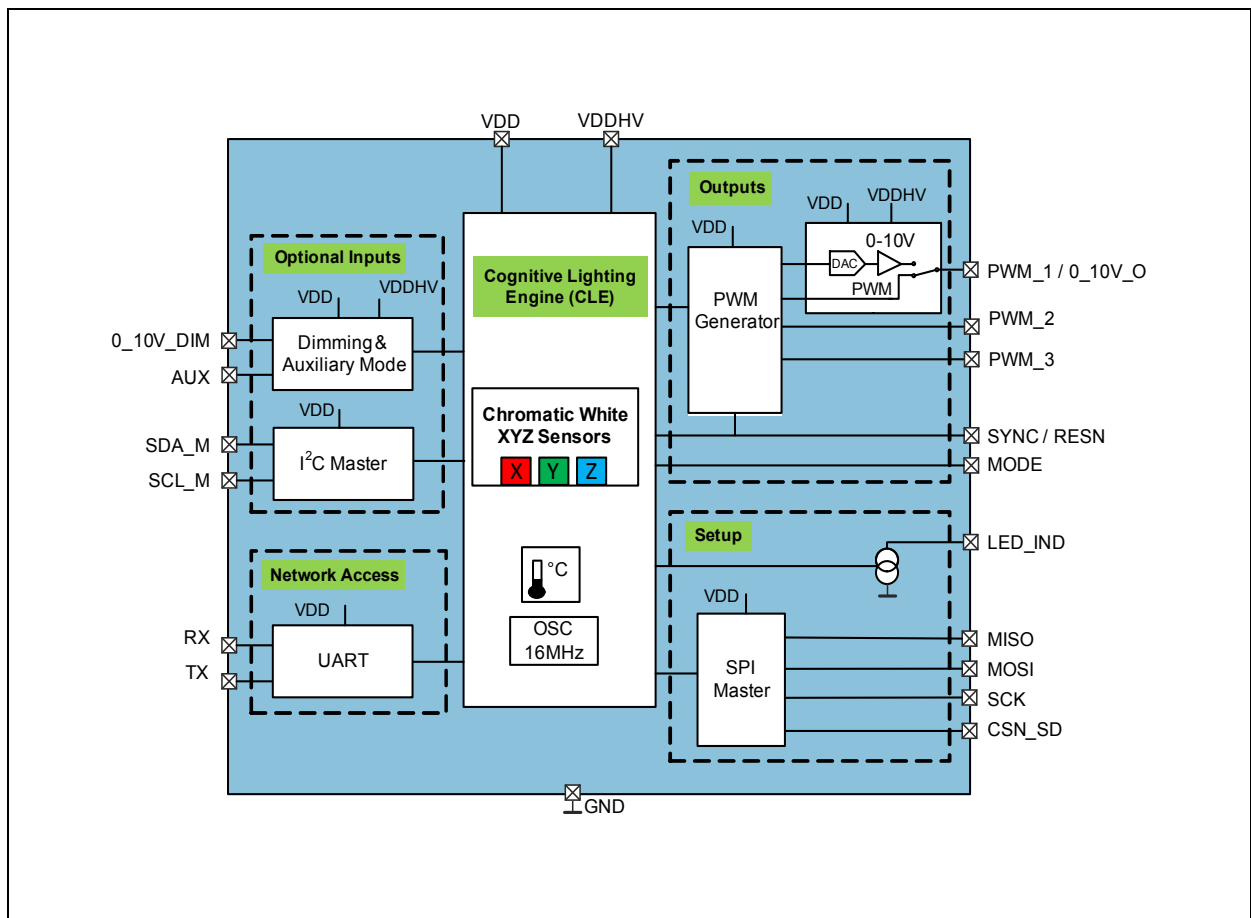 VDD
VDDHV
Optional Inputs
VDD
VDDHV
Dimming &
Auxiliary Mode
0_10V_DIM
AUX
VDD
I²C Master
SDA_M
SCL_M
Network Access
VDD
UART
RX
TX
Cognitive Lighting
Engine (CLE)
Chromatic White
XYZ Sensors
X Y Z
°C
OSC
16MHz
Outputs
VDD
PWM
Generator
VDD
VDDHV
0-10V
DAC
PWM
PWM_1 / 0_10V_O
PWM_2
PWM_3
SYNC / RESN
MODE
Setup
LED_IND
VDD
SPI
Master
MISO
MOSI
SCK
CSN_SD
GND